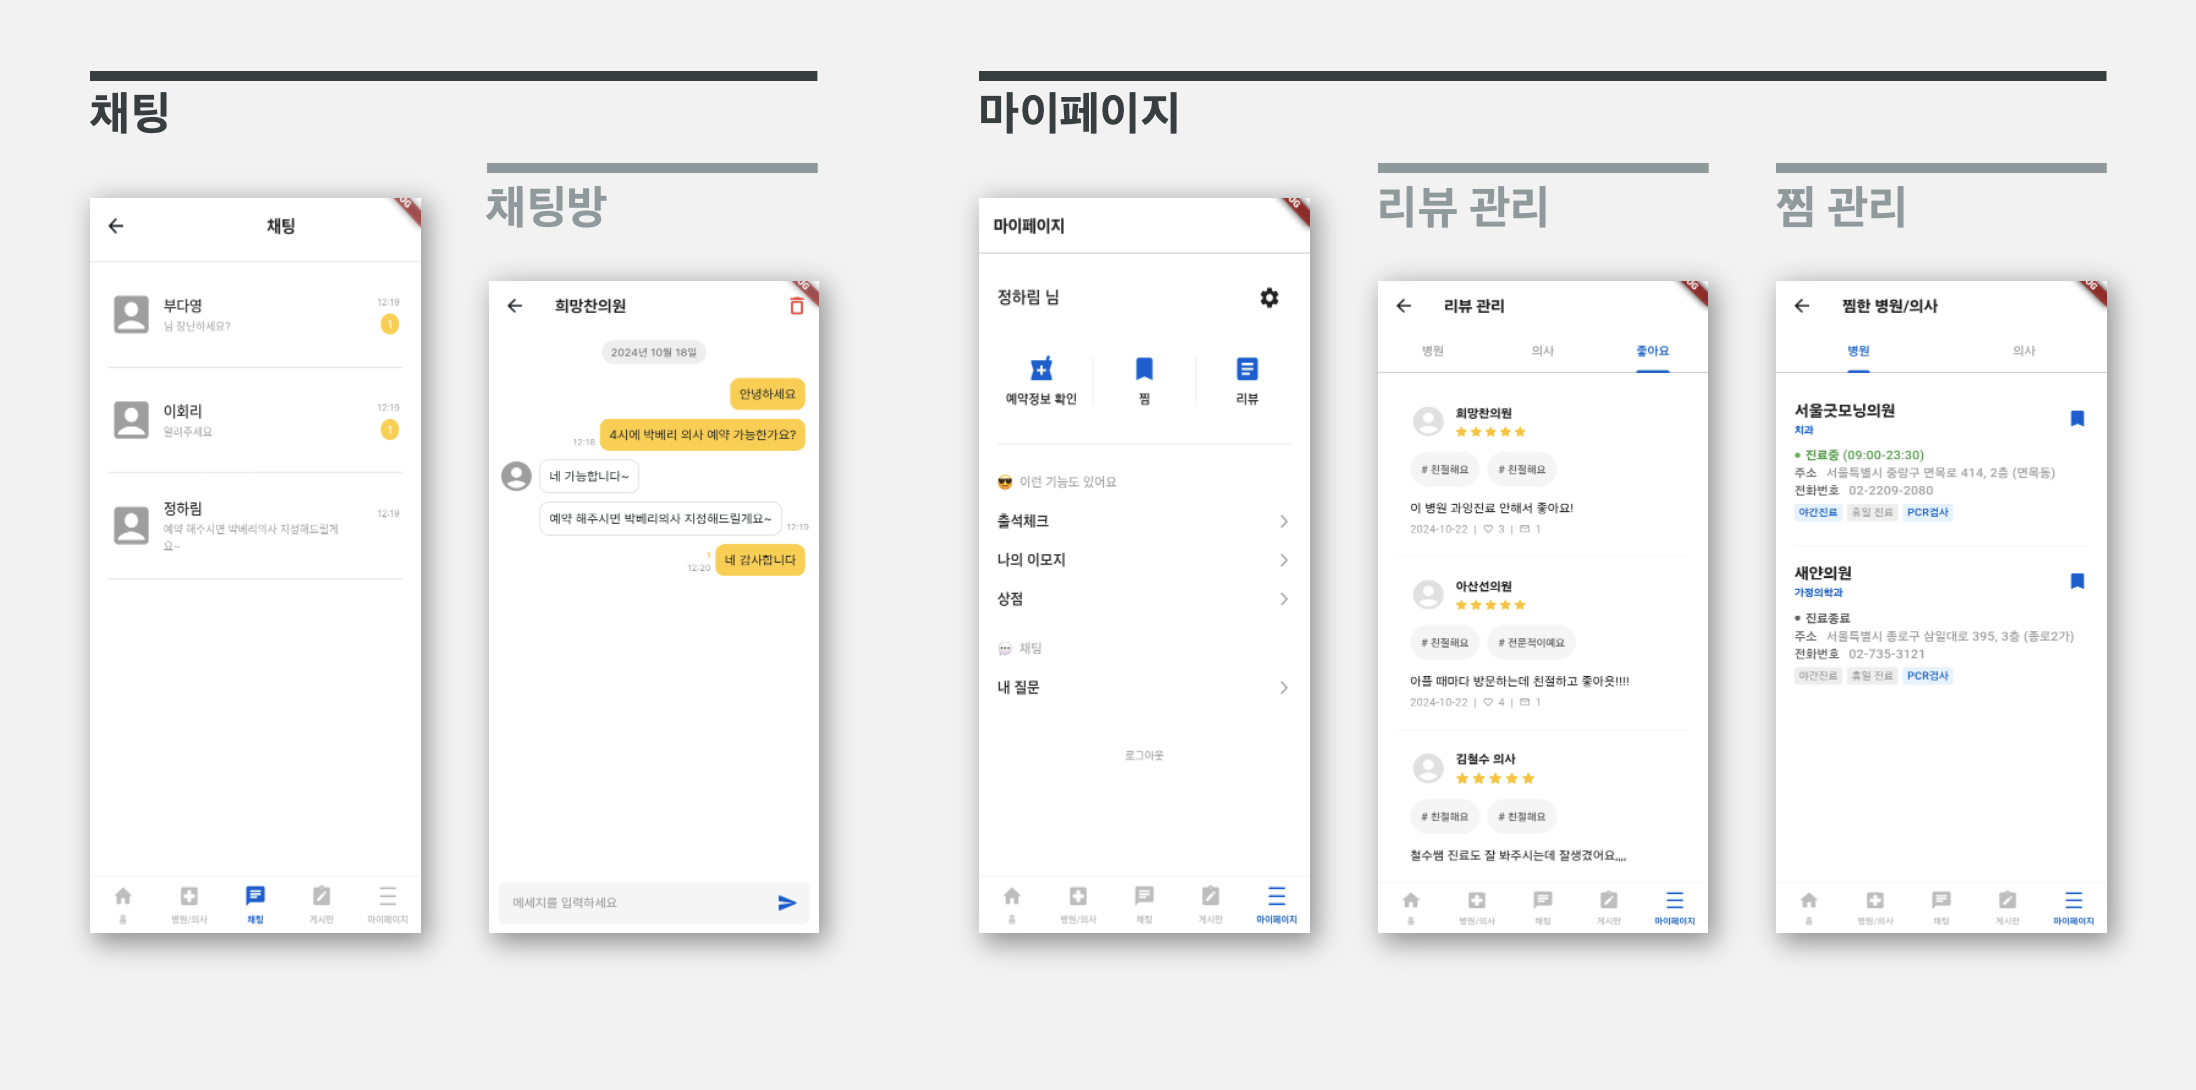 채팅
채팅
부다영
12:19
님 장난하세요?
1
이회리
12:19
알려주세요
1
정하림
12:19
예약 해주시면 박베리의사 지정해드릴게
요~
홈
병원/의사
채팅
게시판
마이페이지
채팅방
희망찬의원
2024년 10월 18일
안녕하세요
4시에 박베리 의사 예약 가능한가요?
12:18
네 가능합니다~
예약 해주시면 박베리의사 지정해드릴게요~
12:19
1
12:20
네 감사합니다
메세지를 입력하세요
마이페이지
마이페이지
정하림 님
예약정보 확인
찜
리뷰
이런 기능도 있어요
출석체크
나의 이모지
상점
채팅
내 질문
로그아웃
홈
병원/의사
채팅
게시판
마이페이지
리뷰 관리
리뷰 관리
병원
의사
좋아요
희망찬의원
# 친절해요
# 친절해요
이 병원 과잉진료 안해서 좋아요!
2024-10-22 | 3 | 1
아산선의원
# 친절해요
# 전문적이예요
아플 때마다 방문하는데 친절하고 좋아욧!!!!
2024-10-22 | 4 | 1
김철수 의사
# 친절해요
# 친절해요
철수쌤 진료도 잘 봐주시는데 잘생겼어요,,,,
홈
병원/의사
채팅
게시판
마이페이지
찜 관리
찜한 병원/의사
병원
의사
서울굿모닝의원
치과
• 진료중 (09:00-23:30)
주소 서울특별시 중랑구 면목로 414, 2층 (면목동)
전화번호 02-2209-2080
야간진료
휴일 진료
PCR검사
새얀의원
가정의학과
• 진료종료
주소 서울특별시 종로구 삼일대로 395, 3층 (종로2가)
전화번호 02-735-3121
야간진료
휴일 진료
PCR검사
홈
병원/의사
채팅
게시판
마이페이지